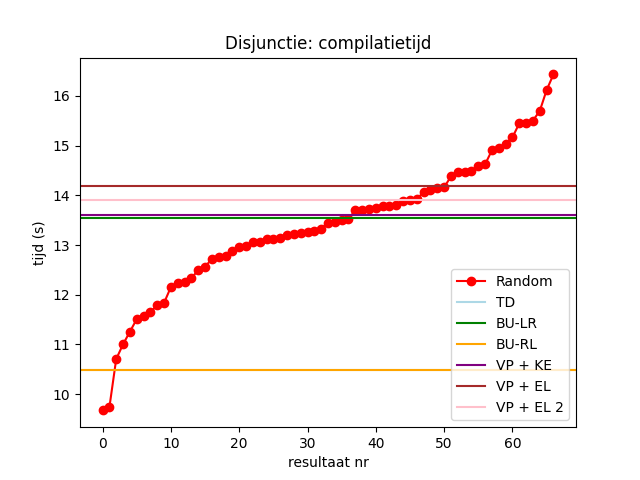 Disjunctie: compilatietijd
tijd (s)
16
15
14
13
12
11
10
0
10
20
30
40
50
60
resultaat nr
Random
TD
BU-LR
BU-RL
VP + KE
VP + EL
VP + EL 2